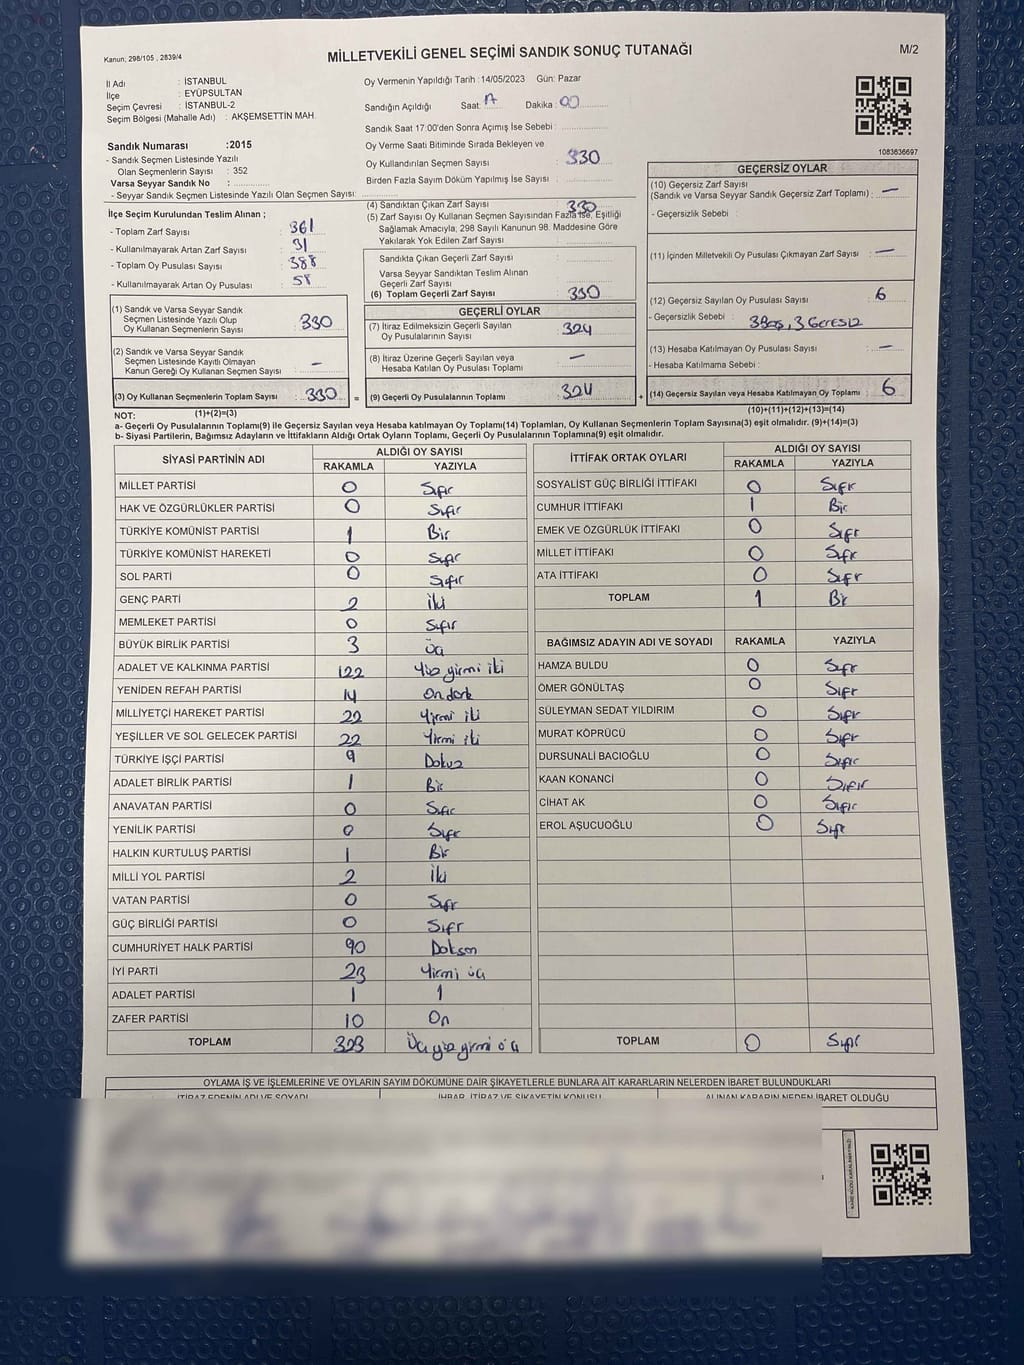 Kanun; 298/105 , 2839/4
MİLLETVEKİLİ GENEL SEÇİMİ SANDIK SONUÇ TUTANAĞI
M/2
İl Adı : İSTANBUL
İlçe : EYÜPSULTAN
Seçim Çevresi : İSTANBUL-2
Seçim Bölgesi (Mahalle Adı) : AKŞEMSETTİN MAH.
Oy Vermenin Yapıldığı Tarih :14/05/2023 Gün: Pazar
Sandığın Açıldığı Saat: Dakika : 00
Sandık Saat 17:00'den Sonra Açımış İse Sebebi :
Oy Verme Saati Bitiminde Sırada Bekleyen ve
Oy Kullandırılan Seçmen Sayısı : 330
Birden Fazla Sayım Döküm Yapılmış İse Sayısı :
1083636697
Sandık Numarası :2015
- Sandık Seçmen Listesinde Yazılı
Olan Seçmenlerin Sayısı : 352
Varsa Seyyar Sandık No :
- Seyyar Sandık Seçmen Listesinde Yazılı Olan Seçmen Sayısı:
İlçe Seçim Kurulundan Teslim Alınan ;
- Toplam Zarf Sayısı : 361
- Kullanılmayarak Artan Zarf Sayısı : 31
- Toplam Oy Pusulası Sayısı : 388
- Kullanılmayarak Artan Oy Pusulası : 58
(1) Sandık ve Varsa Seyyar Sandık
Seçmen Listesinde Yazılı Olup
Oy Kullanan Seçmenlerin Sayısı : 330
(2) Sandık ve Varsa Seyyar Sandık
Seçmen Listesinde Kayıtlı Olmayan
Kanun Gereği Oy Kullanan Seçmen Sayısı : -
(3) Oy Kullanan Seçmenlerin Toplam Sayısı : 330 =
(4) Sandıktan Çıkan Zarf Sayısı : 330
(5) Zarf Sayısı Oy Kullanan Seçmen Sayısından Fazla ise, Eşitliği
Sağlamak Amacıyla; 298 Sayılı Kanunun 98. Maddesine Göre
Yakılarak Yok Edilen Zarf Sayısı :
Sandıkta Çıkan Geçerli Zarf Sayısı :
Varsa Seyyar Sandıktan Teslim Alınan
Geçerli Zarf Sayısı :
(6) Toplam Geçerli Zarf Sayısı : 330
GEÇERLİ OYLAR
(7) İtiraz Edilmeksizin Geçerli Sayılan
Oy Pusulalarının Sayısı : 324
(8) İtiraz Üzerine Geçerli Sayılan veya
Hesaba Katılan Oy Pusulası Toplamı : -
(9) Geçerli Oy Pusulalarının Toplamı : 324 +
GEÇERSİZ OYLAR
(10) Geçersiz Zarf Sayısı
(Sandık ve Varsa Seyyar Sandık Geçersiz Zarf Toplamı) : -
- Geçersizlik Sebebi :
(11) İçinden Milletvekili Oy Pusulası Çıkmayan Zarf Sayısı : -
(12) Geçersiz Sayılan Oy Pusulası Sayısı : 6
- Geçersizlik Sebebi : 3 Boş, 3 Geresiz
(13) Hesaba Katılmayan Oy Pusulası Sayısı : -
- Hesaba Katılmama Sebebi :
(14) Geçersiz Sayılan veya Hesaba Katılmayan Oy Toplamı : 6
NOT: (1)+(2)=(3) (10)+(11)+(12)+(13)=(14)
a- Geçerli Oy Pusulalarının Toplam(9) ile Geçersiz Sayılan veya Hesaba katılmayan Oy Toplamı(14) Toplamları, Oy Kullanan Seçmenlerin Toplam Sayısına(3) eşit olmalıdır. (9)+(14)=(3)
b- Siyasi Partilerin, Bağımsız Adayların ve İttifakların Aldığı Ortak Oyların Toplamı, Geçerli Oy Pusulalarının Toplamına(9) eşit olmalıdır.
SİYASİ PARTİNİN ADI ALDIĞI OY SAYISI
RAKAMLA YAZIYLA
MİLLET PARTİSİ 0 Sıfır
HAK VE ÖZGÜRLÜKLER PARTİSİ 0 Sıfır
TÜRKİYE KOMÜNİST PARTİSİ 1 Bir
TÜRKİYE KOMÜNİST HAREKETİ 0 Sıfır
SOL PARTİ 0 Sıfır
GENÇ PARTİ 2 İki
MEMLEKET PARTİSİ 0 Sıfır
BÜYÜK BİRLİK PARTİSİ 3 Üç
ADALET VE KALKINMA PARTİSİ 122 Yüz yirmi iki
YENİDEN REFAH PARTİSİ 14 On dört
MİLLİYETÇİ HAREKET PARTİSİ 22 Yirmi iki
YEŞİLLER VE SOL GELECEK PARTİSİ 22 Yirmi iki
TÜRKİYE İŞÇİ PARTİSİ 9 Dokuz
ADALET BİRLİK PARTİSİ 1 Bir
ANAVATAN PARTİSİ 0 Sıfır
YENİLİK PARTİSİ 0 Sıfır
HALKIN KURTULUŞ PARTİSİ 1 Bir
MİLLİ YOL PARTİSİ 2 İki
VATAN PARTİSİ 0 Sıfır
GÜÇ BİRLİĞİ PARTİSİ 0 Sıfır
CUMHURİYET HALK PARTİSİ 90 Doksan
İYİ PARTİ 23 Yirmi üç
ADALET PARTİSİ 1 1
ZAFER PARTİSİ 10 On
TOPLAM 323 Üç yüz yirmi üç
İTTİFAK ORTAK OYLARI ALDIĞI OY SAYISI
RAKAMLA YAZIYLA
SOSYALİST GÜÇ BİRLİĞİ İTTİFAKI 0 Sıfır
CUMHUR İTTİFAKI 1 Bir
EMEK VE ÖZGÜRLÜK İTTİFAKI 0 Sıfır
MİLLET İTTİFAKI 0 Sıfır
ATA İTTİFAKI 0 Sıfır
TOPLAM 1 Bir
BAĞIMSIZ ADAYIN ADI VE SOYADI RAKAMLA YAZIYLA
HAMZA BULDU 0 Sıfır
ÖMER GÖNÜLTAŞ 0 Sıfır
SÜLEYMAN SEDAT YILDIRIM 0 Sıfır
MURAT KÖPRÜCÜ 0 Sıfır
DURSUNALİ BACIOĞLU 0 Sıfır
KAAN KONANCİ 0 Sıfır
CİHAT AK 0 Sıfır
EROL AŞUCUOĞLU 0 Sıfır
TOPLAM 0 Sıfır
OYLAMA İŞ VE İŞLEMLERİNE VE OYLARIN SAYIM DÖKÜMÜNE DAİR ŞİKAYETLERLE BUNLARA AİT KARARLARIN NELERDEN İBARET BULUNDUKLARI
İTİRAZ EDENİN ADI VE SOYADI İHBAR, İTİRAZ VE ŞİKAYETİN KONUSU ALINAN KARARIN NEDEN İBARET OLDUĞU